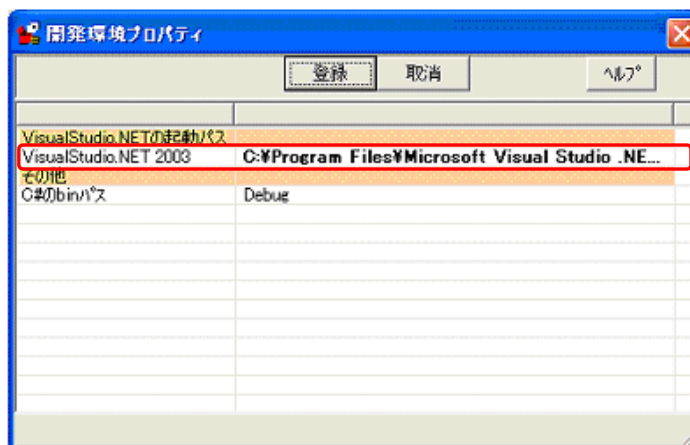 開発環境プロパティ
登録 取消 ヘルプ
VisualStudio.NETの起動パス
VisualStudio.NET 2003 C:¥Program Files¥Microsoft Visual Studio .NE...
その他
C#のbinパス Debug